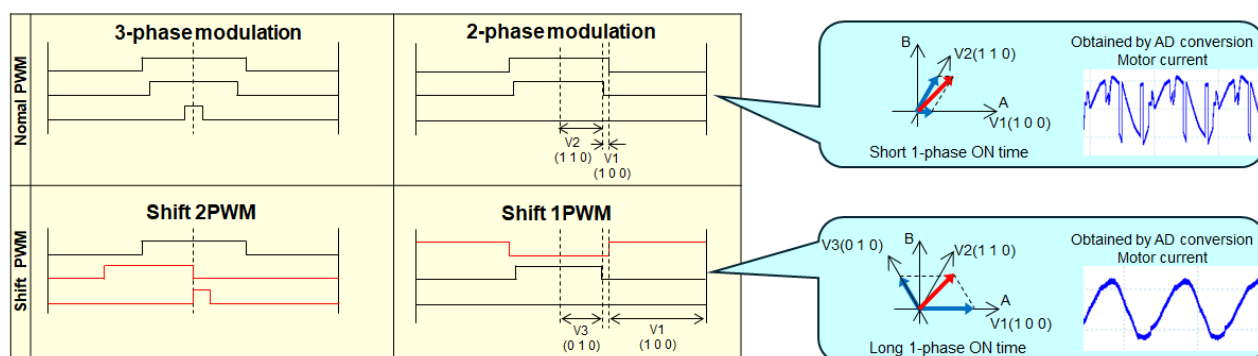 Nomal PWM
3-phase modulation
2-phase modulation
V2
(1 1 0)
V1
(1 0 0)
B
V2(1 1 0)
A
V1(1 0 0)
Short 1-phase ON time
Obtained by AD conversion
Motor current
Shift PWM
Shift 2PWM
Shift 1PWM
V3
(0 1 0)
V1
(1 0 0)
V3(0 1 0)
B
V2(1 1 0)
A
V1(1 0 0)
Long 1-phase ON time
Obtained by AD conversion
Motor current